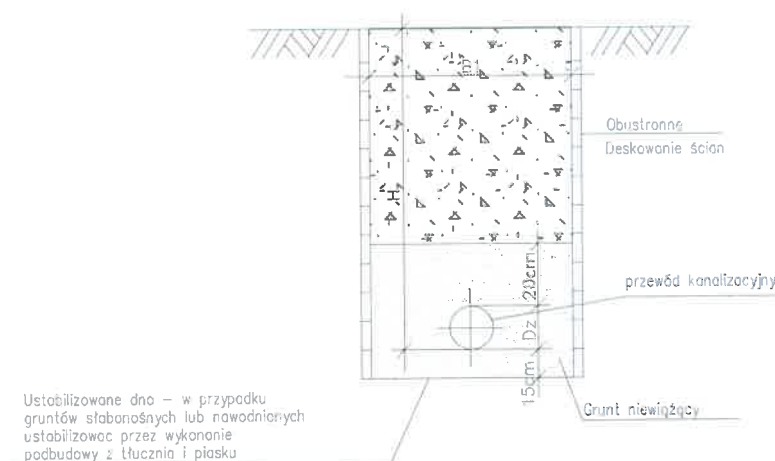 B
Obustronne
Deskowanie ścian
H
20cm
przewód kanalizacyjny
Dz
15cm
Grunt niewiążący
Ustabilizowane dno – w przypadku
gruntów słabonośnych lub nawodnionych
ustabilizowac przez wykonanie
podbudowy z tłucznia i piasku